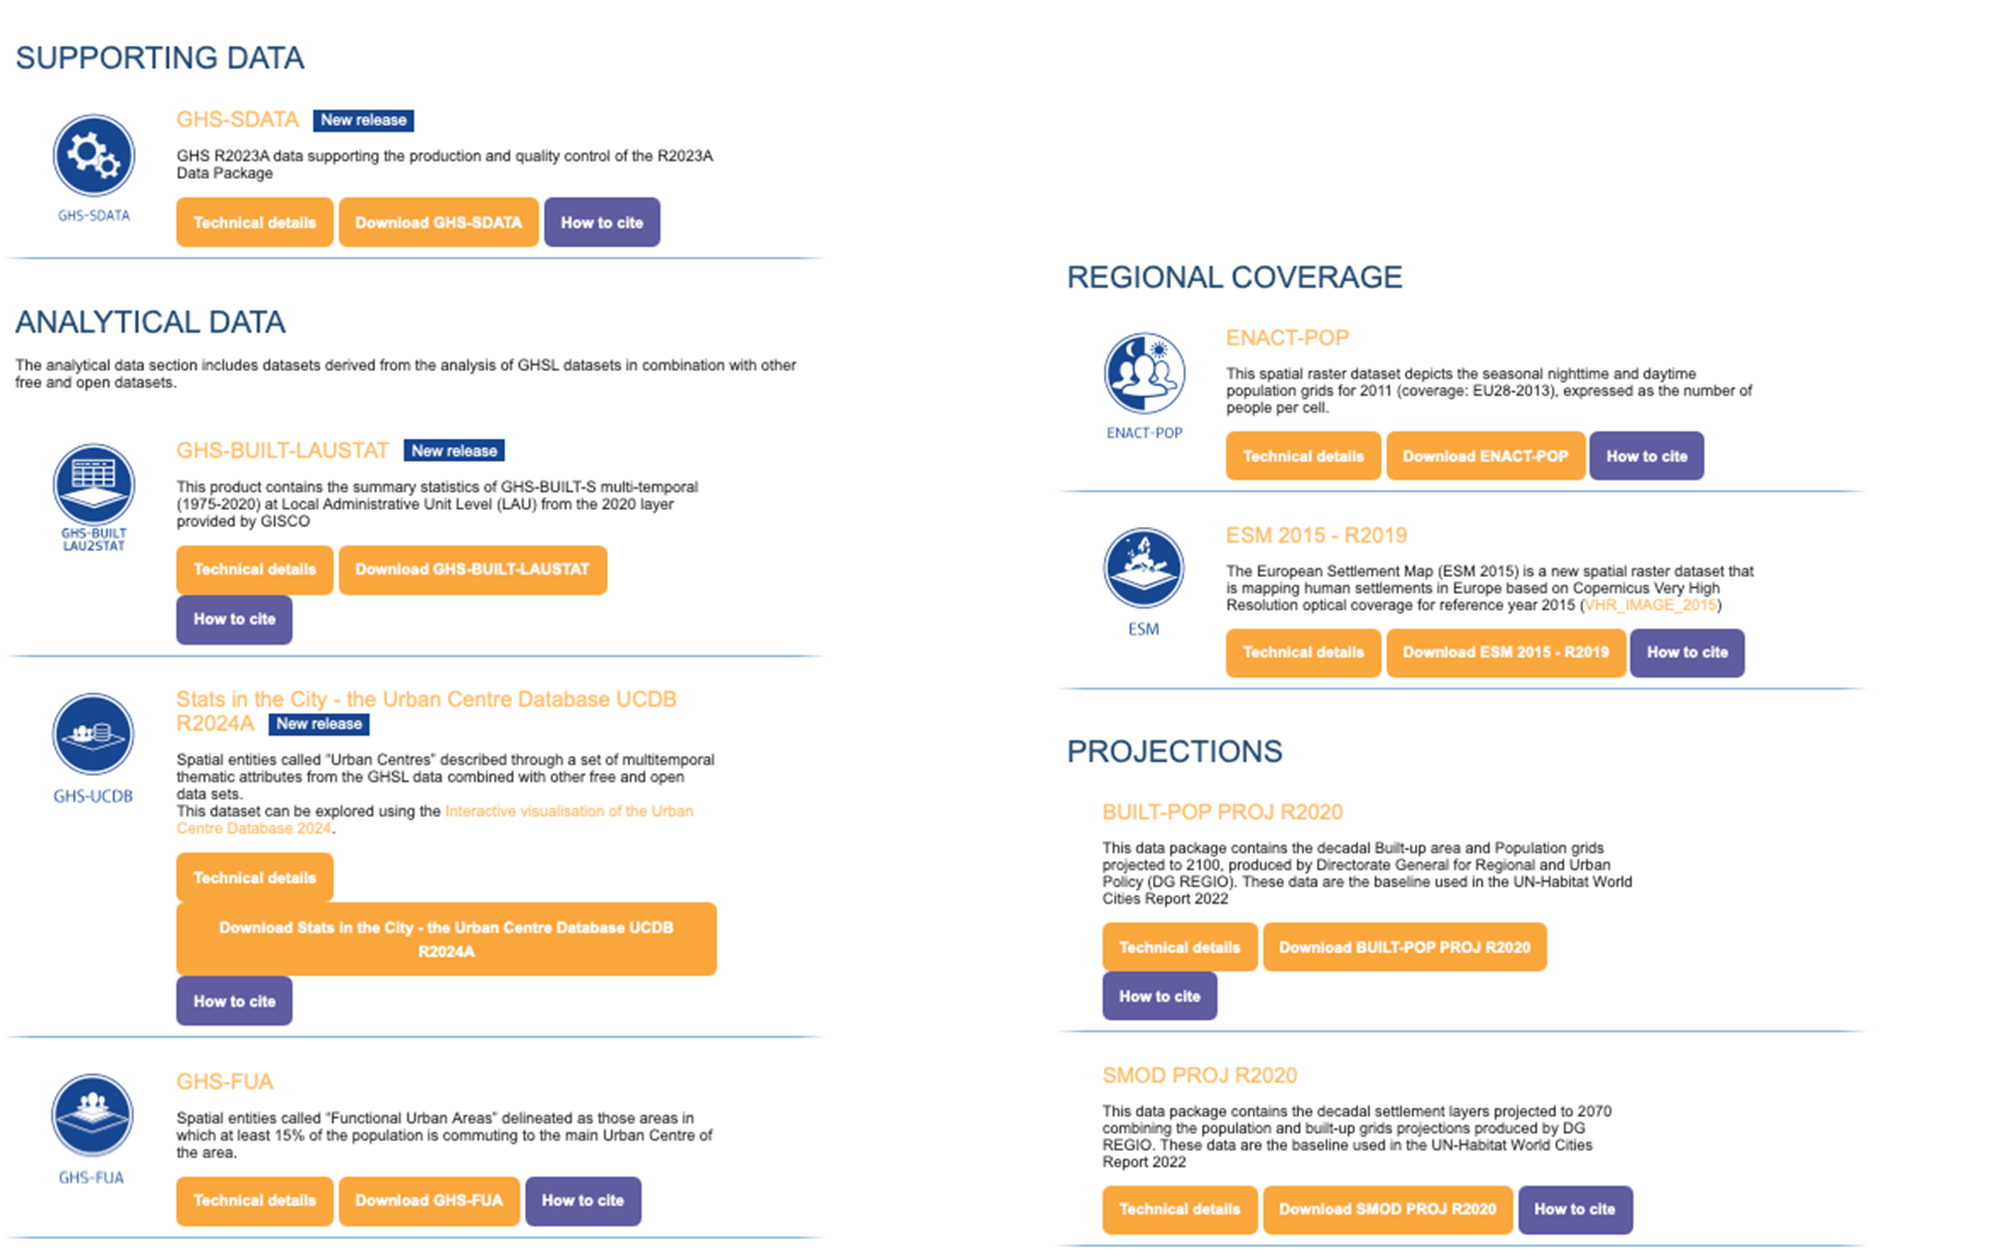 SUPPORTING DATA
GHS-SDATA New release
GHS R2023A data supporting the production and quality control of the R2023A
Data Package
GHS-SDATA
Technical details Download GHS-SDATA How to cite
ANALYTICAL DATA
The analytical data section includes datasets derived from the analysis of GHSL datasets in combination with other
free and open datasets.
GHS-BUILT-LAUSTAT New release
This product contains the summary statistics of GHS-BUILT-S multi-temporal
(1975-2020) at Local Administrative Unit Level (LAU) from the 2020 layer
provided by GISCO
GHS-BUILT
LAU2STAT
Technical details Download GHS-BUILT-LAUSTAT
How to cite
Stats in the City - the Urban Centre Database UCDB
R2024A New release
Spatial entities called “Urban Centres” described through a set of multitemporal
thematic attributes from the GHSL data combined with other free and open
data sets.
This dataset can be explored using the Interactive visualisation of the Urban
Centre Database 2024.
GHS-UCDB
Technical details
Download Stats in the City - the Urban Centre Database UCDB
R2024A
How to cite
GHS-FUA
Spatial entities called “Functional Urban Areas” delineated as those areas in
which at least 15% of the population is commuting to the main Urban Centre of
the area.
GHS-FUA
Technical details Download GHS-FUA How to cite
REGIONAL COVERAGE
ENACT-POP
This spatial raster dataset depicts the seasonal nighttime and daytime
population grids for 2011 (coverage: EU28-2013), expressed as the number of
people per cell.
ENACT-POP
Technical details Download ENACT-POP How to cite
ESM 2015 - R2019
The European Settlement Map (ESM 2015) is a new spatial raster dataset that
is mapping human settlements in Europe based on Copernicus Very High
Resolution optical coverage for reference year 2015 (VHR_IMAGE_2015)
ESM
Technical details Download ESM 2015 - R2019 How to cite
PROJECTIONS
BUILT-POP PROJ R2020
This data package contains the decadal Built-up area and Population grids
projected to 2100, produced by Directorate General for Regional and Urban
Policy (DG REGIO). These data are the baseline used in the UN-Habitat World
Cities Report 2022
Technical details Download BUILT-POP PROJ R2020
How to cite
SMOD PROJ R2020
This data package contains the decadal settlement layers projected to 2070
combining the population and built-up grids projections produced by DG
REGIO. These data are the baseline used in the UN-Habitat World Cities
Report 2022
Technical details Download SMOD PROJ R2020 How to cite